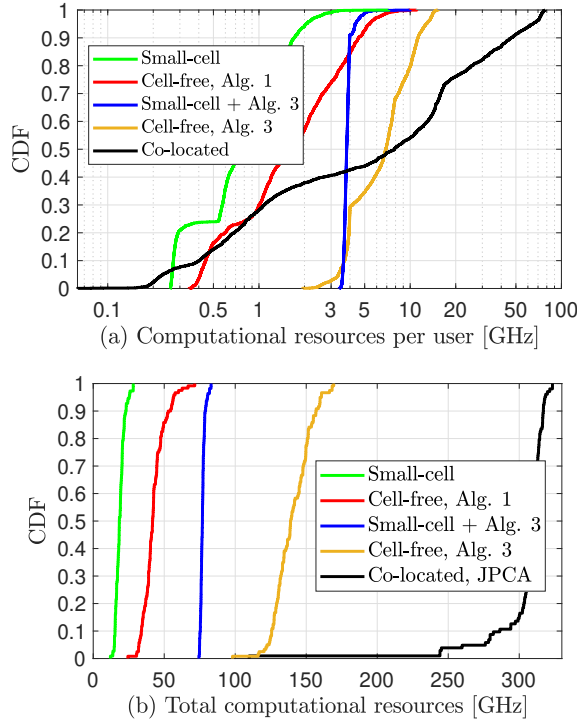 1
0.9
0.8
0.7
0.6
0.5
0.4
0.3
0.2
0.1
0
CDF
Small-cell
Cell-free, Alg. 1
Small-cell + Alg. 3
Cell-free, Alg. 3
Co-located
0.1 0.5 1 3 5 10 20 50 100
(a) Computational resources per user [GHz]
1
0.9
0.8
0.7
0.6
0.5
0.4
0.3
0.2
0.1
0
CDF
Small-cell
Cell-free, Alg. 1
Small-cell + Alg. 3
Cell-free, Alg. 3
Co-located, JPCA
0 50 100 150 200 250 300
(b) Total computational resources [GHz]